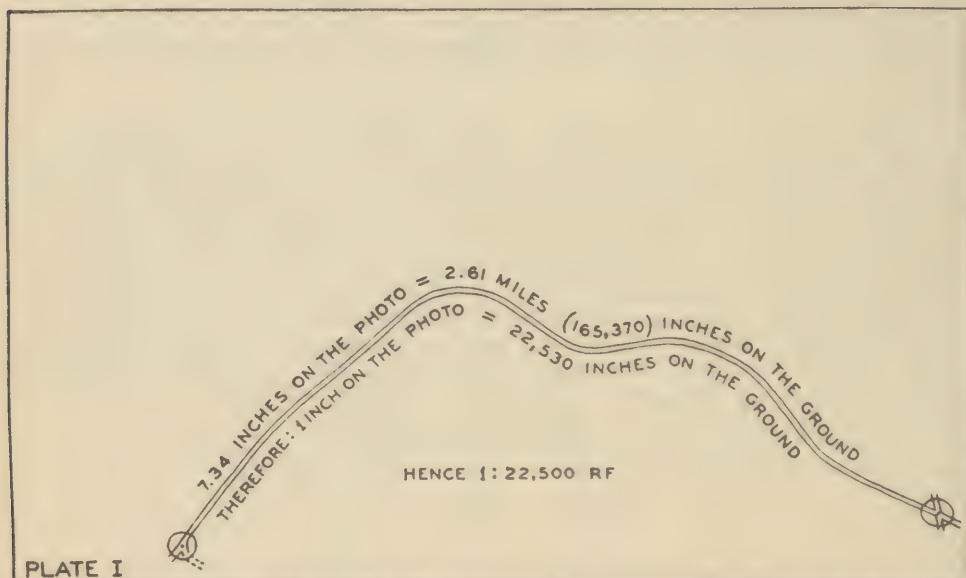 7.34 INCHES ON THE PHOTO = 2.61 MILES (165,370) INCHES ON THE GROUND
THEREFORE: 1 INCH ON THE PHOTO = 22,530 INCHES ON THE GROUND
HENCE 1:22,500 RF
PLATE I